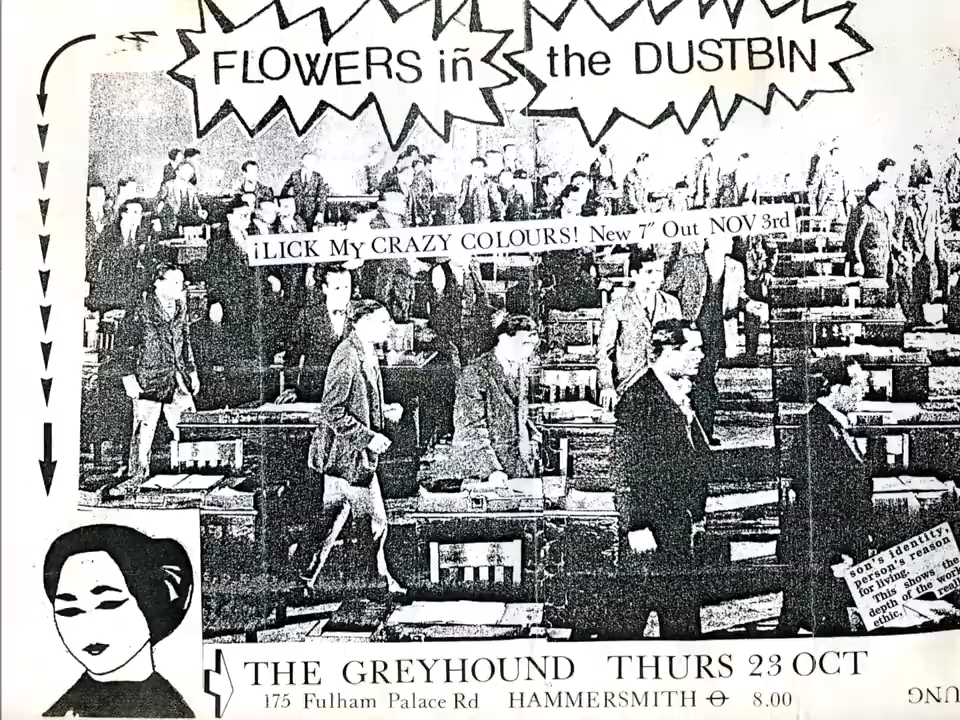 FLOWERS iñ the DUSTBIN
¡LICK My CRAZY COLOURS! New 7" Out NOV 3rd
son's identity,
person's reason
for living.
This shows the
depth of the work
ethic,
THE GREYHOUND THURS 23 OCT
175 Fulham Palace Rd HAMMERSMITH ⊖ 8.00